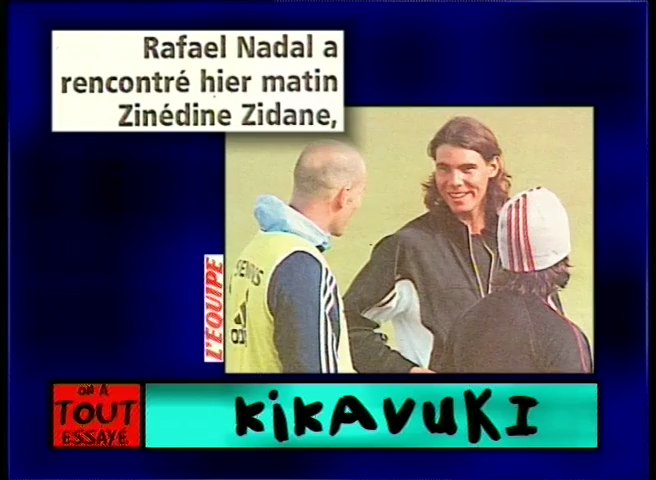 Rafael Nadal a
rencontré hier matin
Zinédine Zidane,
L'ÉQUIPE
ON A
TOUT
ESSAYÉ
KiKAVUKI